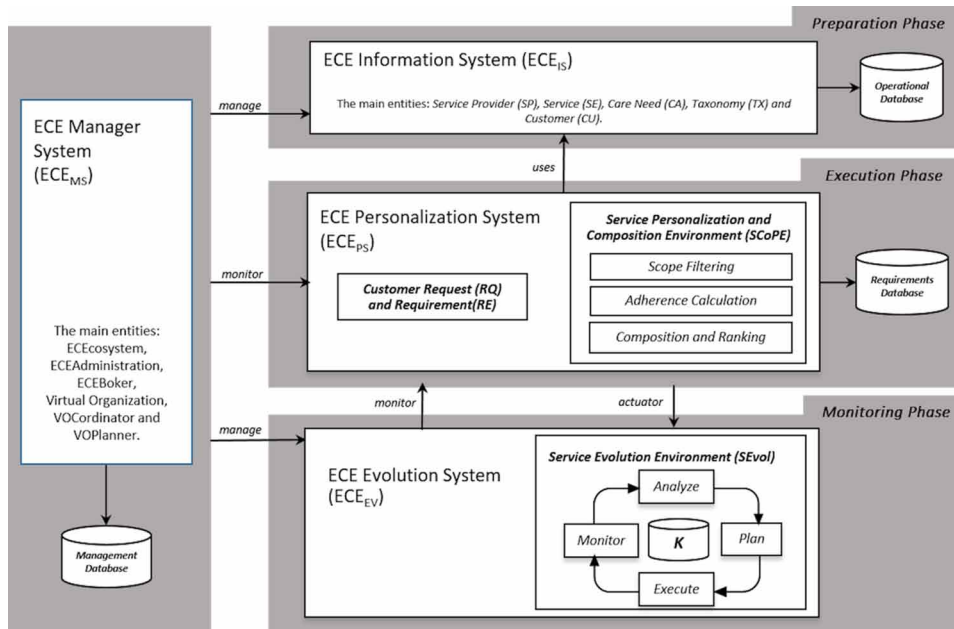 Preparation Phase
ECE Information System (ECE_IS)
The main entities: Service Provider (SP), Service (SE), Care Need (CA), Taxonomy (TX) and
Customer (CU).
Operational
Database
manage
ECE Manager
System
(ECE_MS)
The main entities:
ECEcosystem,
ECEAdministration,
ECEBoker,
Virtual Organization,
VOCordinator and
VOPlanner.
Management
Database
uses
Execution Phase
ECE Personalization System
(ECE_PS)
Customer Request (RQ)
and Requirement(RE)
Service Personalization and
Composition Environment (SCoPE)
Scope Filtering
Adherence Calculation
Composition and Ranking
Requirements
Database
monitor
monitor
actuator
Monitoring Phase
manage
ECE Evolution System
(ECE_EV)
Service Evolution Environment (SEvol)
Analyze
Monitor
K
Plan
Execute